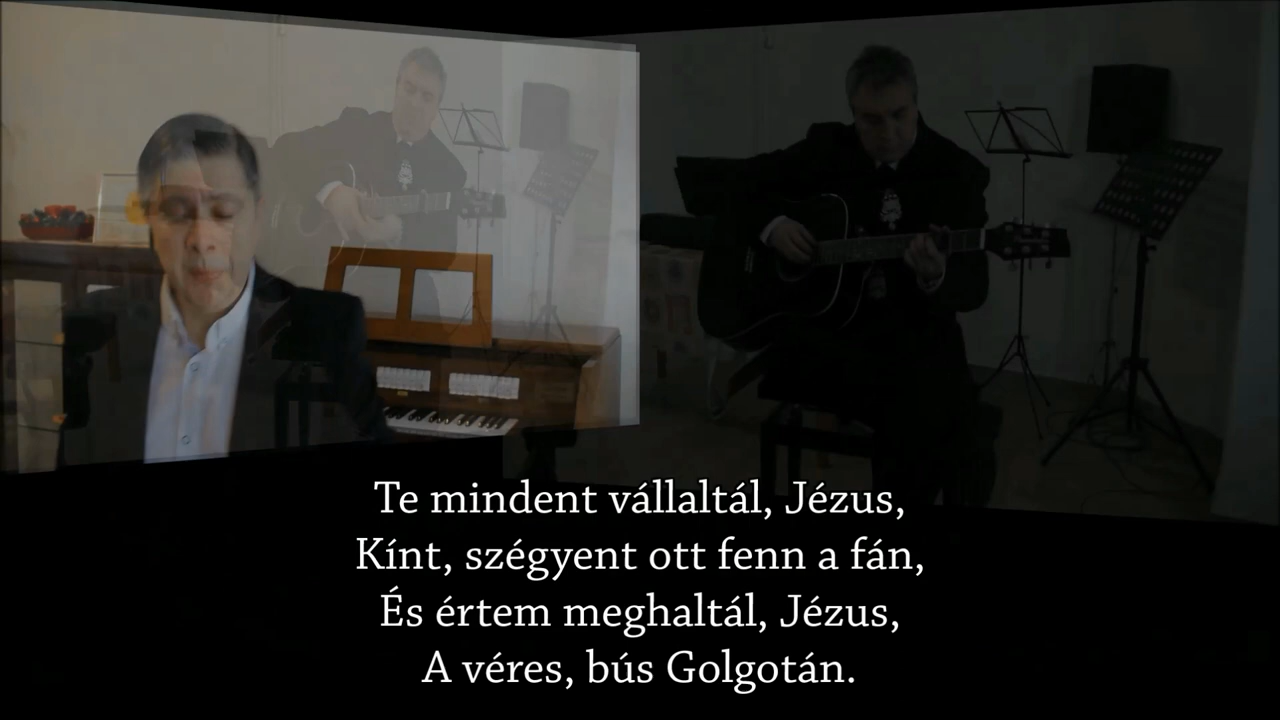 Te mindent vállaltál, Jézus,
Kínt, szégyent ott fenn a fán,
És értem meghaltál, Jézus,
A véres, bús Golgotán.